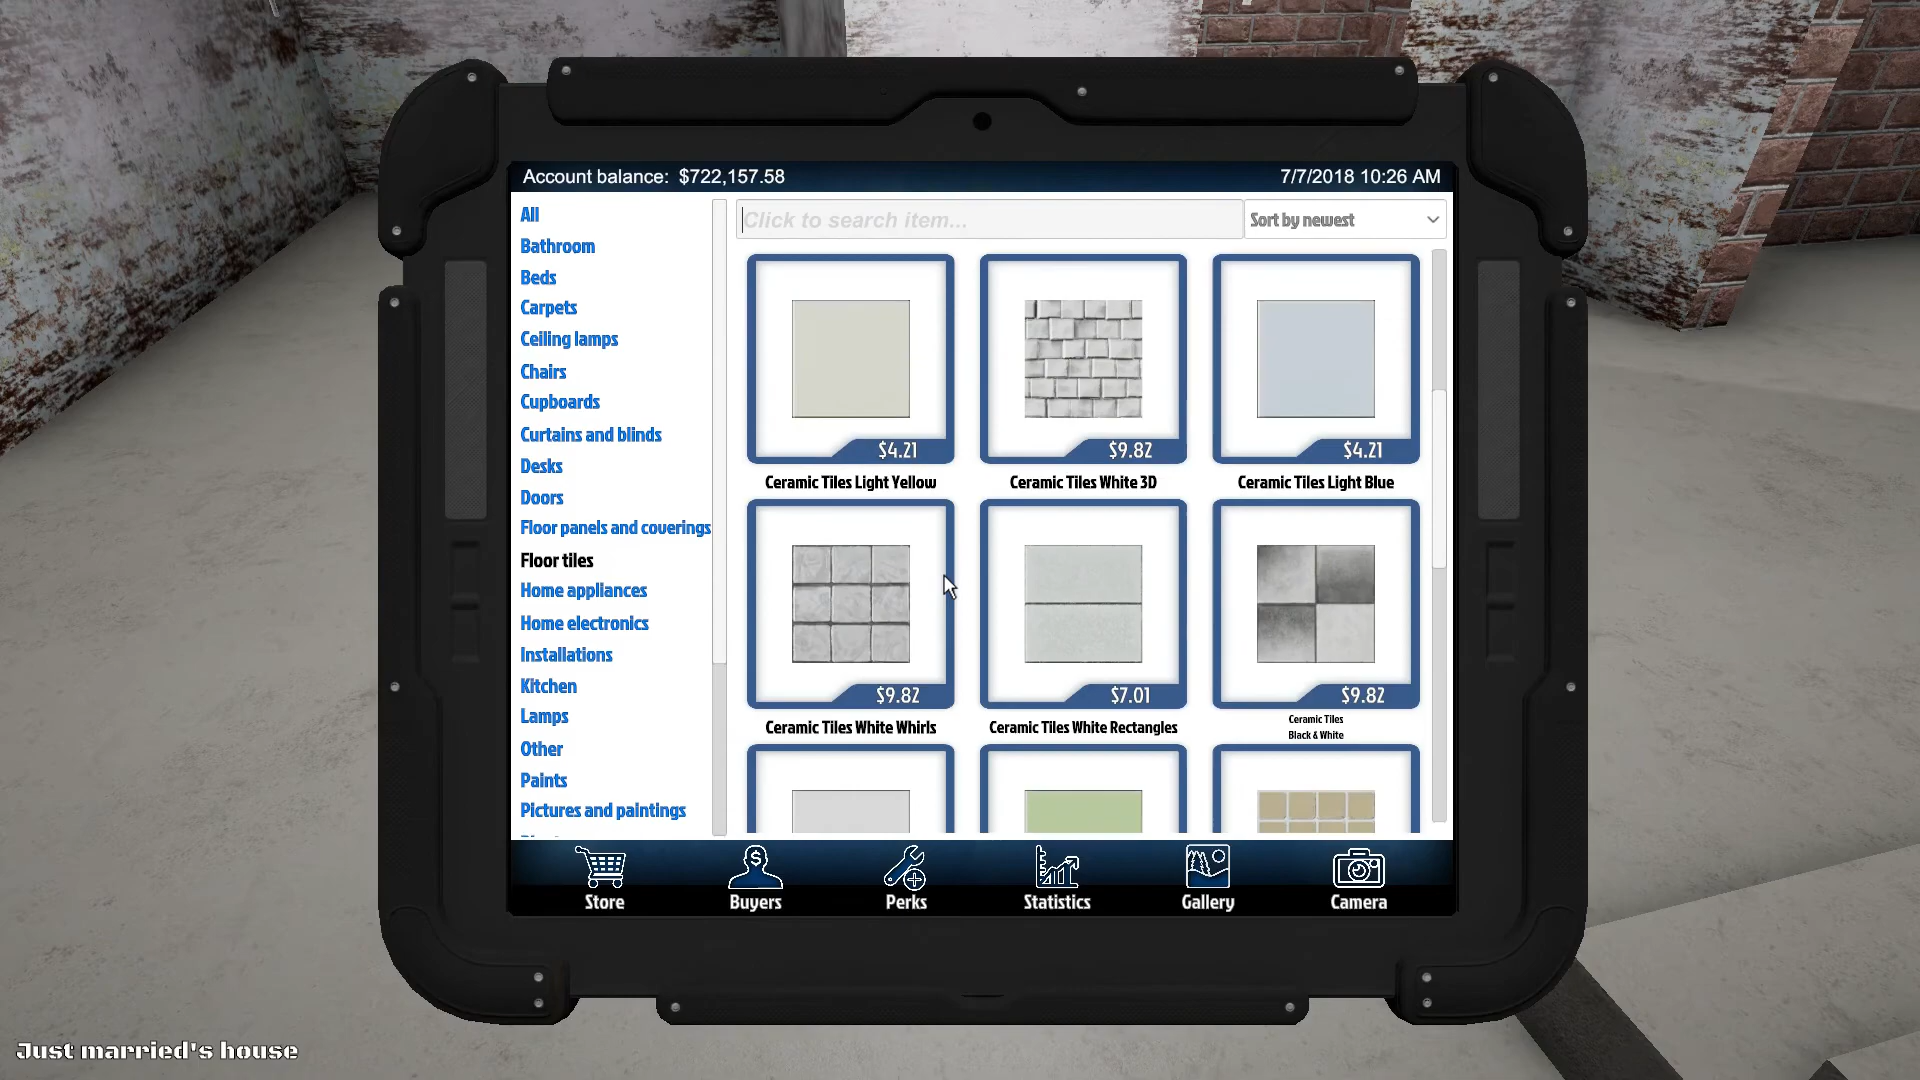 Account balance: $722,157.58
7/7/2018 10:26 AM
All
Bathroom
Beds
Carpets
Ceiling lamps
Chairs
Cupboards
Curtains and blinds
Desks
Doors
Floor panels and coverings
Floor tiles
Home appliances
Home electronics
Installations
Kitchen
Lamps
Other
Paints
Pictures and paintings
Click to search item...
Sort by newest
$4.21
$9.82
$4.21
Ceramic Tiles Light Yellow
Ceramic Tiles White 3D
Ceramic Tiles Light Blue
$9.82
$7.01
$9.82
Ceramic Tiles White Whirls
Ceramic Tiles White Rectangles
Ceramic Tiles
Black & White
Store
Buyers
Perks
Statistics
Gallery
Camera
Just married's house